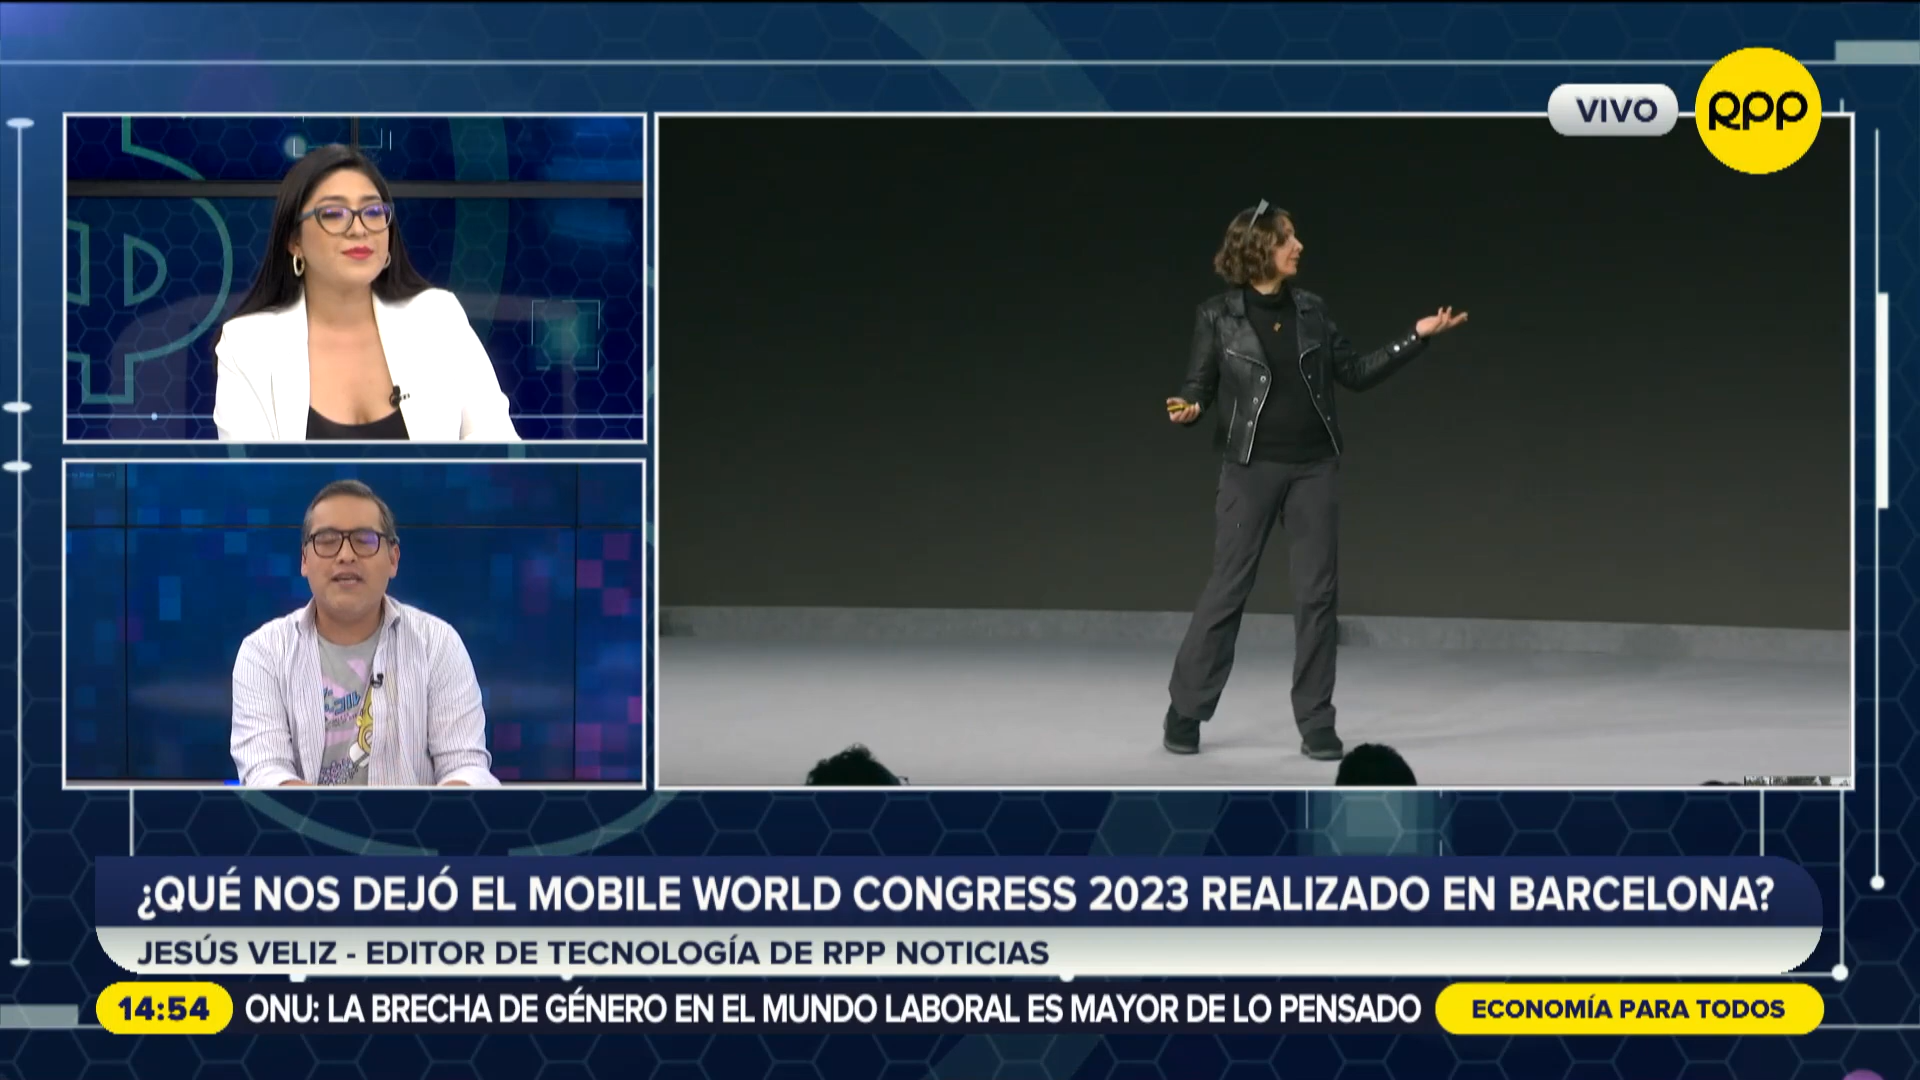 VIVO
RPP
¿QUÉ NOS DEJÓ EL MOBILE WORLD CONGRESS 2023 REALIZADO EN BARCELONA?
JESÚS VELIZ - EDITOR DE TECNOLOGÍA DE RPP NOTICIAS
14:54 ONU: LA BRECHA DE GÉNERO EN EL MUNDO LABORAL ES MAYOR DE LO PENSADO ECONOMÍA PARA TODOS